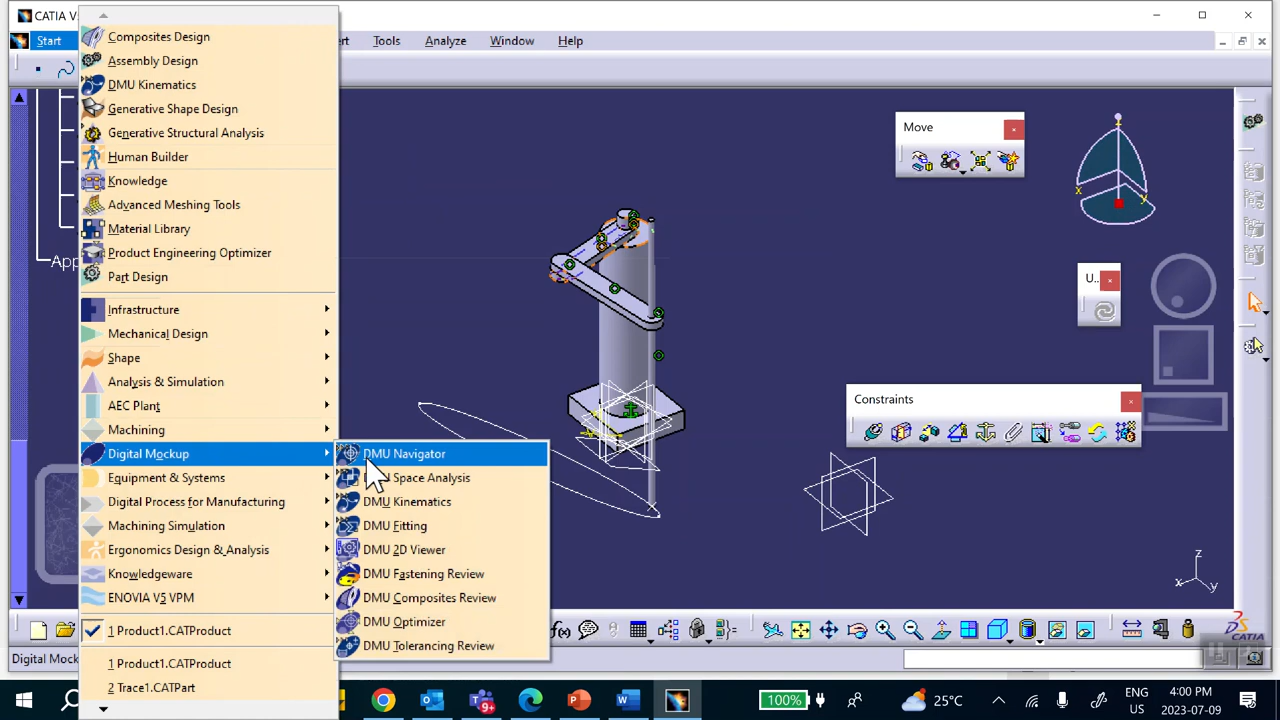 CATIA V5
Start
Tools
Analyze
Window
Help
Composites Design
Assembly Design
DMU Kinematics
Generative Shape Design
Generative Structural Analysis
Human Builder
Knowledge
Advanced Meshing Tools
Material Library
Product Engineering Optimizer
Part Design
Infrastructure
Mechanical Design
Shape
Analysis & Simulation
AEC Plant
Machining
Digital Mockup
Equipment & Systems
Digital Process for Manufacturing
Machining Simulation
Ergonomics Design & Analysis
Knowledgeware
ENOVIA V5 VPM
1 Product1.CATProduct
1 Product1.CATProduct
2 Trace1.CATPart
DMU Navigator
Space Analysis
DMU Kinematics
DMU Fitting
DMU 2D Viewer
DMU Fastening Review
DMU Composites Review
DMU Optimizer
DMU Tolerancing Review
Move
U..
Constraints
x
y
z
x
y
CATIA
100%
25°C
9+
ENG
US
4:00 PM
2023-07-09